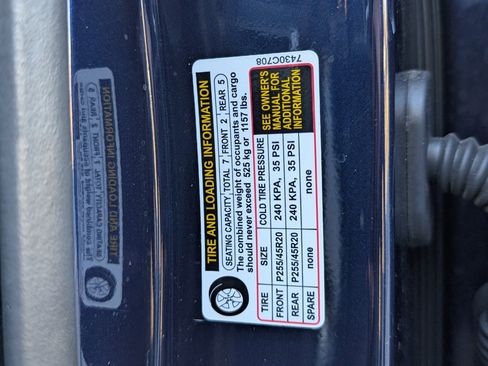 TIRE AND LOADING INFORMATION
SEATING CAPACITY TOTAL 7 FRONT 2 REAR 5
The combined weight of occupants and cargo
should never exceed 525 kg or 1157 lbs.
TIRE SIZE COLD TIRE PRESSURE
FRONT P255/45R20 240 KPA, 35 PSI
REAR P255/45R20 240 KPA, 35 PSI
SPARE none none
SEE OWNER'S
MANUAL FOR
ADDITIONAL
INFORMATION
7430C708